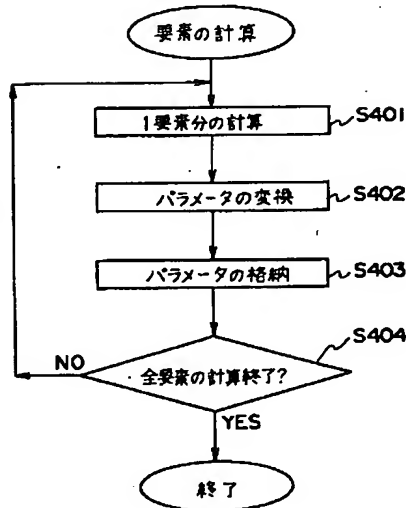 要素の計算
1要素分の計算
S401
パラメータの変換
S402
パラメータの格納
S403
S404
全要素の計算終了?
NO
YES
終了